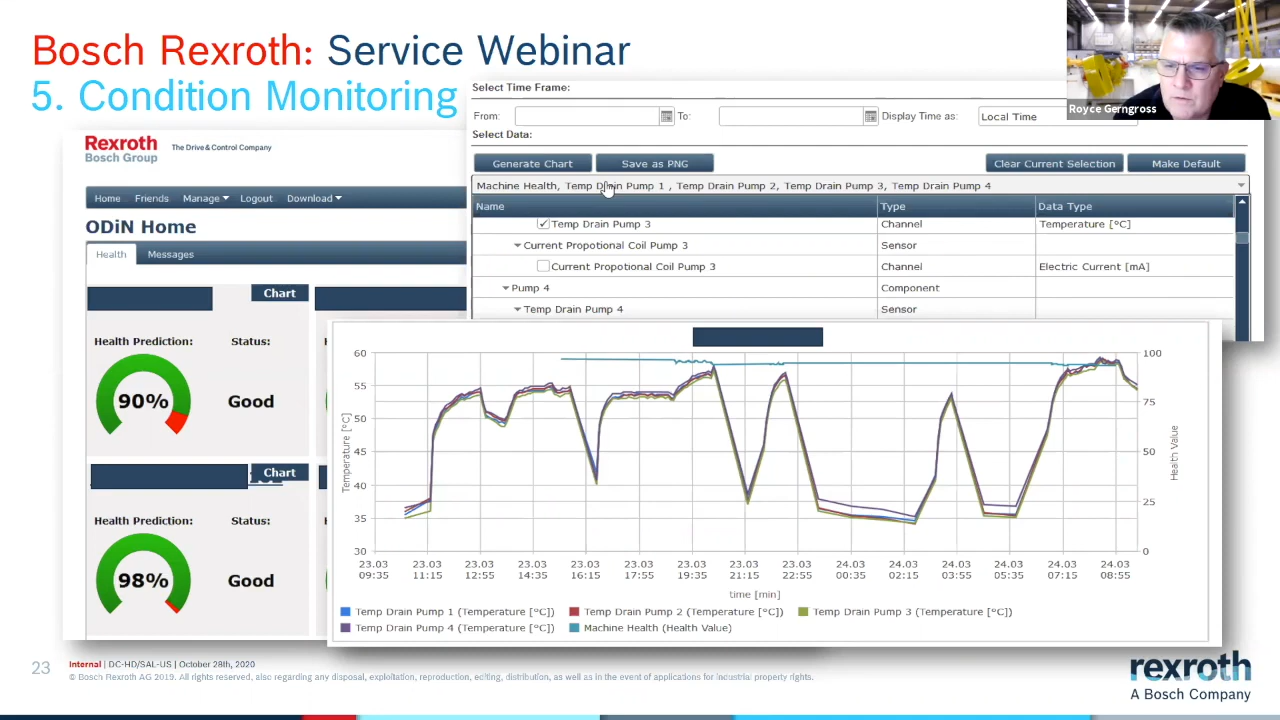 Bosch Rexroth: Service Webinar
5. Condition Monitoring
Royce Gerngross
Rexroth
Bosch Group
The Drive & Control Company
Home Friends Manage Logout Download
ODiN Home
Health Messages
Chart
Health Prediction: Status:
90% Good
Chart
Health Prediction: Status:
98% Good
Select Time Frame:
From: To: Display Time as: Local Time
Select Data:
Generate Chart Save as PNG Clear Current Selection Make Default
Machine Health, Temp Drain Pump 1 , Temp Drain Pump 2, Temp Drain Pump 3, Temp Drain Pump 4
Name Type Data Type
Temp Drain Pump 3 Channel Temperature [°C]
Current Propotional Coil Pump 3 Sensor
Current Propotional Coil Pump 3 Channel Electric Current [mA]
Pump 4 Component
Temp Drain Pump 4 Sensor
60 100
55
50 75
45 50
40
35 25
30 0
Temperature [°C]
Health Value
23.03 23.03 23.03 23.03 23.03 23.03 23.03 23.03 23.03 24.03 24.03 24.03 24.03 24.03 24.03
09:35 11:15 12:55 14:35 16:15 17:55 19:35 21:15 22:55 00:35 02:15 03:55 05:35 07:15 08:55
time [min]
Temp Drain Pump 1 (Temperature [°C]) Temp Drain Pump 2 (Temperature [°C]) Temp Drain Pump 3 (Temperature [°C])
Temp Drain Pump 4 (Temperature [°C]) Machine Health (Health Value)
23
Internal | DC-HD/SAL-US | October 28th, 2020
© Bosch Rexroth AG 2019. All rights reserved, also regarding any disposal, exploitation, reproduction, editing, distribution, as well as in the event of applications for industrial property rights.
rexroth
A Bosch Company